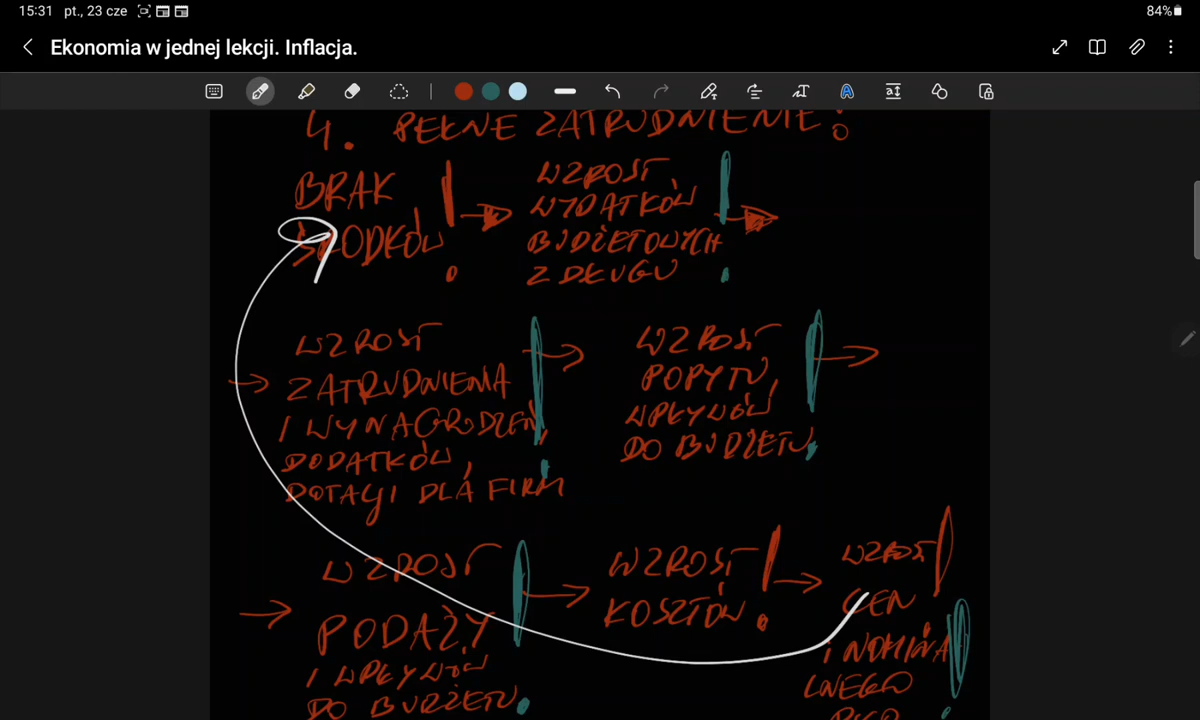 15:31 pt., 23 cze 84%
Ekonomia w jednej lekcji. Inflacja.
4. PEŁNE ZATRUDNIENIE:
BRAK
ŚRODKÓW!
WZROST
WYDATKÓW
BUDŻETOWYCH
Z DŁUGU!
WZROST
ZATRUDNIENIA
I WYNAGRODZEŃ,
DODATKÓW,
DOTACJI DLA FIRM!
WZROST
POPYTU,
WPŁYWÓW
DO BUDŻETU!
WZROST
PODAŻY
I WPŁYWÓW
DO BUDŻETU!
WZROST
KOSZTÓW!
WZROST
CEN!
I NOMINA
LNEGO